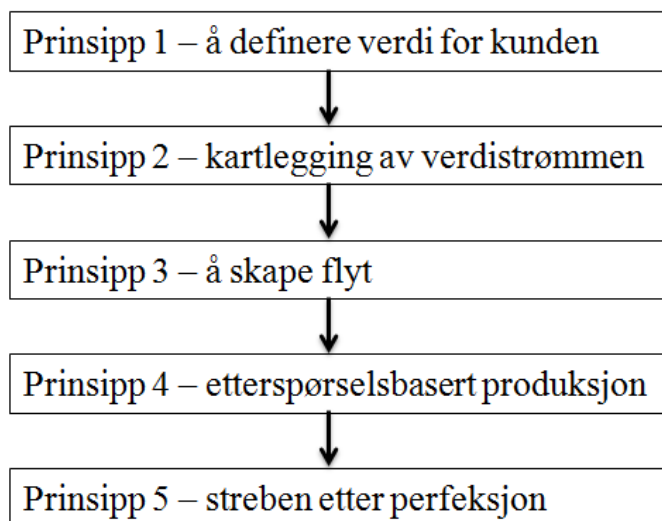 Prinsipp 1 – å definere verdi for kunden
Prinsipp 2 – kartlegging av verdistrømmen
Prinsipp 3 – å skape flyt
Prinsipp 4 – etterspørselsbasert produksjon
Prinsipp 5 – streben etter perfeksjon